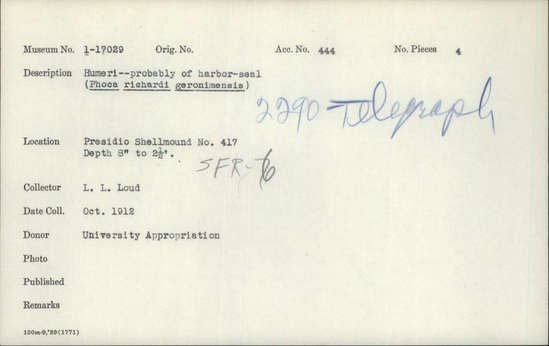 Museum No. 1-17029 Orig. No. Acc. No. 444 No. Pieces 4
Description Humeri--probably of harbor-seal
(Phoca richardi geronimensis)
2290 Telegraph
Location Presidio Shellmound No. 417
Depth 8" to 2½'.
SFR-6
Collector L. L. Loud
Date Coll. Oct. 1912
Donor University Appropriation
Photo
Published
Remarks
100m-9,'29(1771)